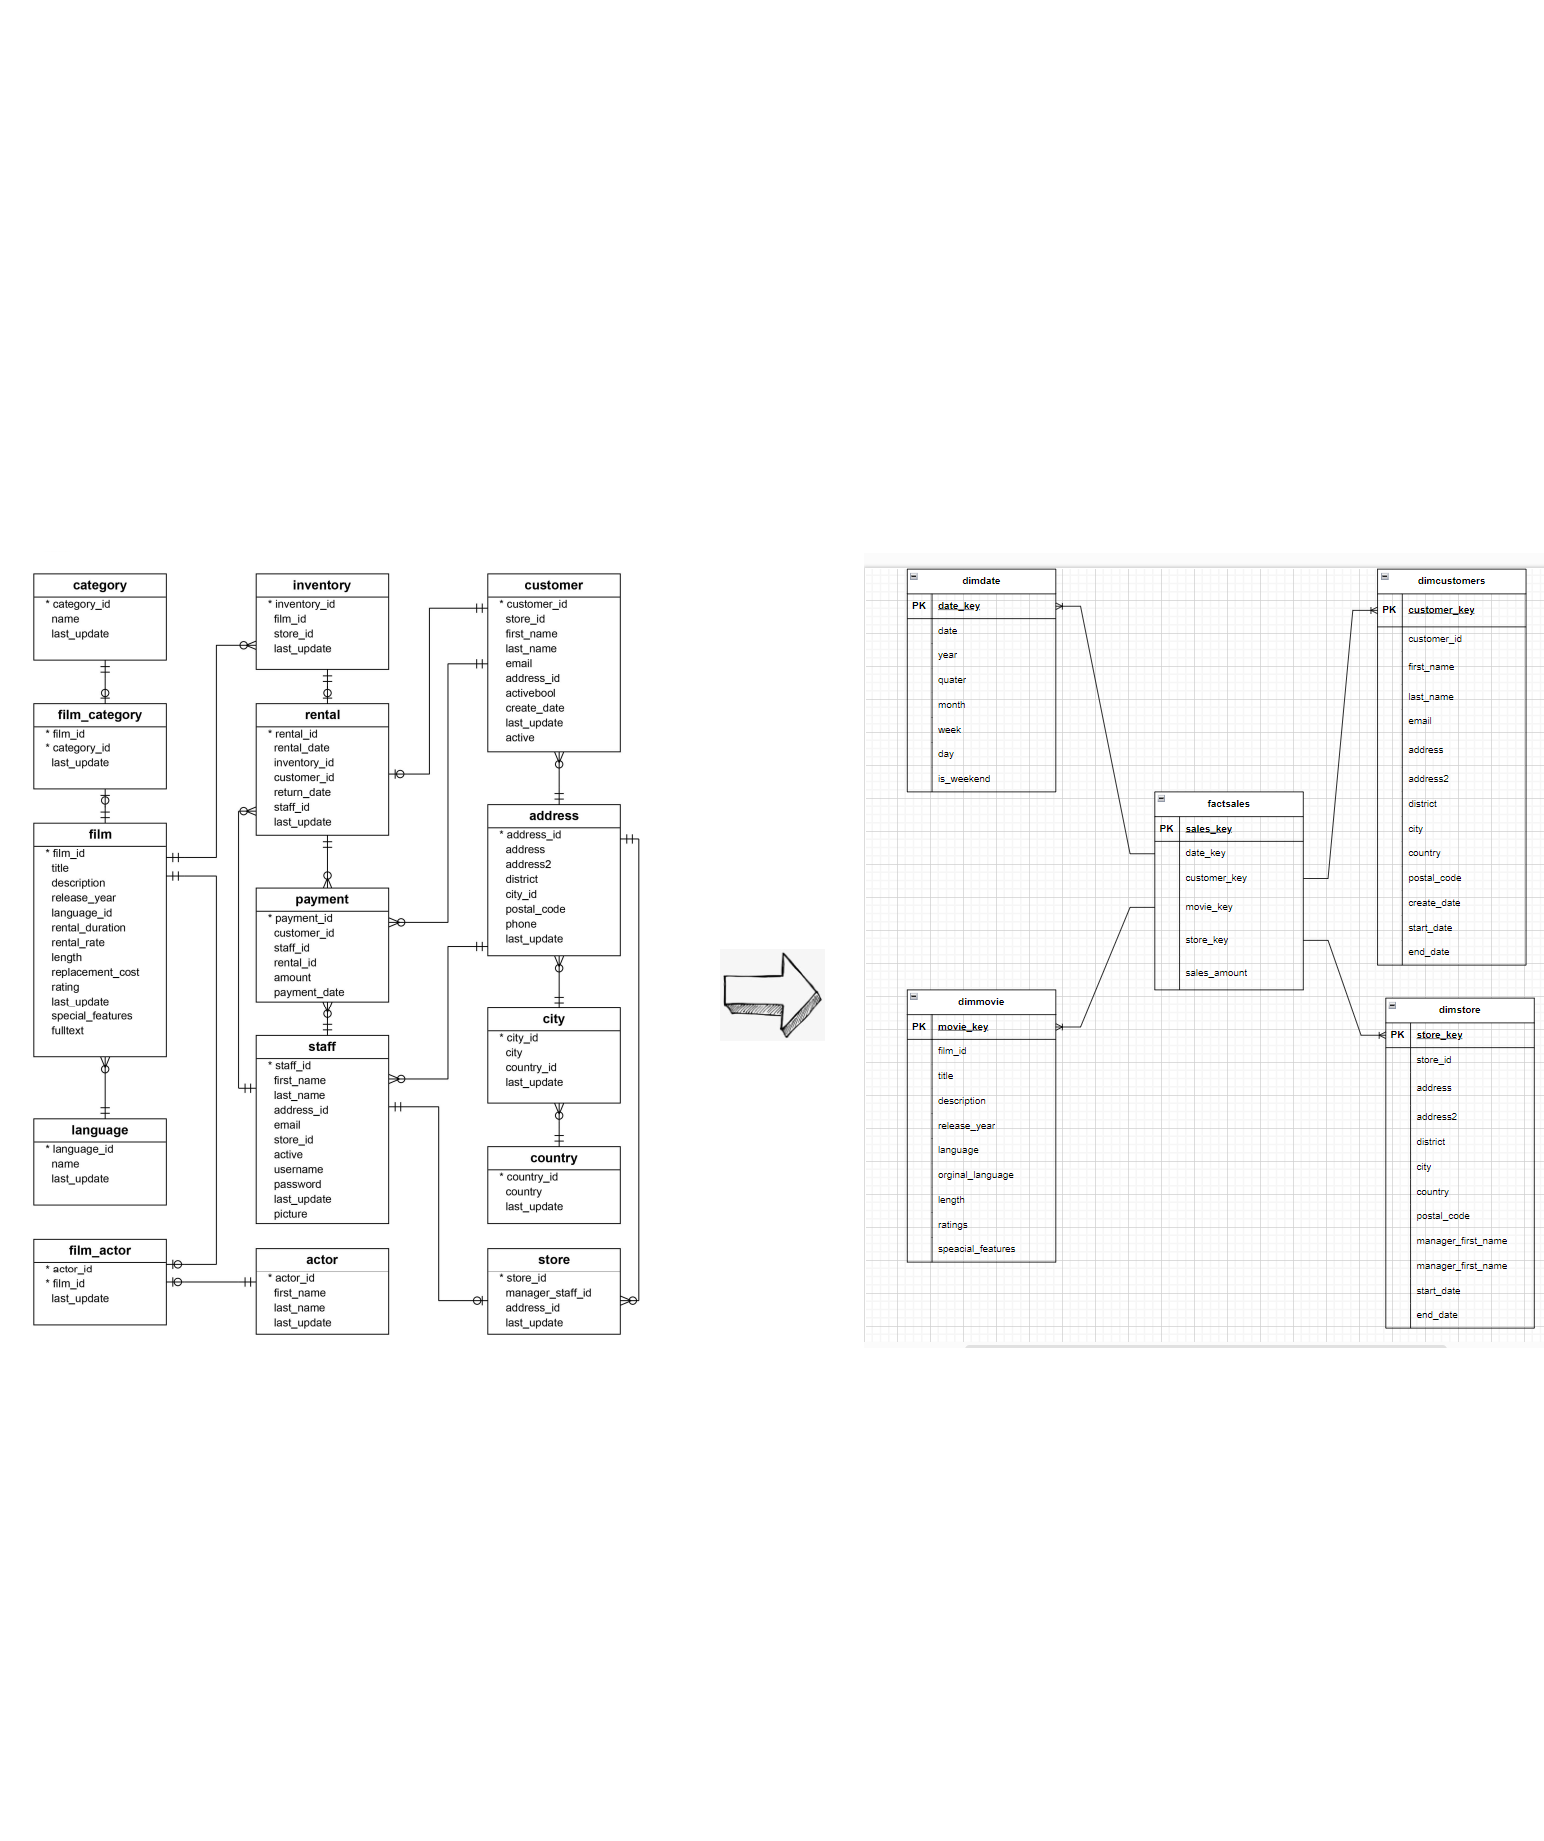 category
* category_id
name
last_update
film_category
* film_id
* category_id
last_update
film
* film_id
title
description
release_year
language_id
rental_duration
rental_rate
length
replacement_cost
rating
last_update
special_features
fulltext
language
* language_id
name
last_update
film_actor
* actor_id
* film_id
last_update
inventory
* inventory_id
film_id
store_id
last_update
rental
* rental_id
rental_date
inventory_id
customer_id
return_date
staff_id
last_update
payment
* payment_id
customer_id
staff_id
rental_id
amount
payment_date
staff
* staff_id
first_name
last_name
address_id
email
store_id
active
username
password
last_update
picture
actor
* actor_id
first_name
last_name
last_update
customer
* customer_id
store_id
first_name
last_name
email
address_id
activebool
create_date
last_update
active
address
* address_id
address
address2
district
city_id
postal_code
phone
last_update
city
* city_id
city
country_id
last_update
country
* country_id
country
last_update
store
* store_id
manager_staff_id
address_id
last_update
dimdate
PK date_key
date
year
quater
month
week
day
is_weekend
dimmovie
PK movie_key
film_id
title
description
release_year
language
orginal_language
length
ratings
speacial_features
factsales
PK sales_key
date_key
customer_key
movie_key
store_key
sales_amount
dimcustomers
PK customer_key
customer_id
first_name
last_name
email
address
address2
district
city
country
postal_code
create_date
start_date
end_date
dimstore
PK store_key
store_id
address
address2
district
city
country
postal_code
manager_first_name
manager_first_name
start_date
end_date